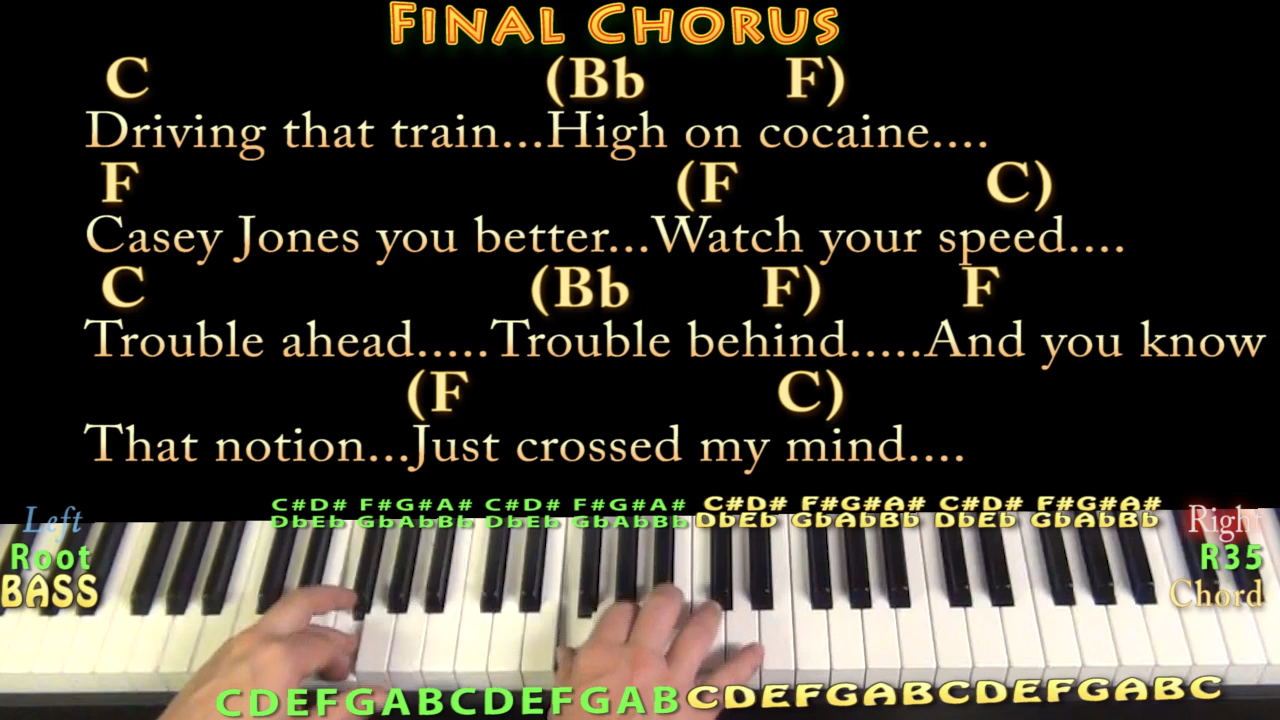 FINAL CHORUS
C (Bb F)
Driving that train...High on cocaine....
F (F C)
Casey Jones you better...Watch your speed....
C (Bb F) F
Trouble ahead.....Trouble behind.....And you know
(F C)
That notion...Just crossed my mind....
C#D# F#G#A# C#D# F#G#A# C#D# F#G#A# C#D# F#G#A#
DbEb GbAbBb DbEb GbAbBb DbEb GbAbBb DbEb GbAbBb
Left
Root
BASS
Right
R35
Chord
CDEFGABCDEFGABCDEFGABCDEFGABC